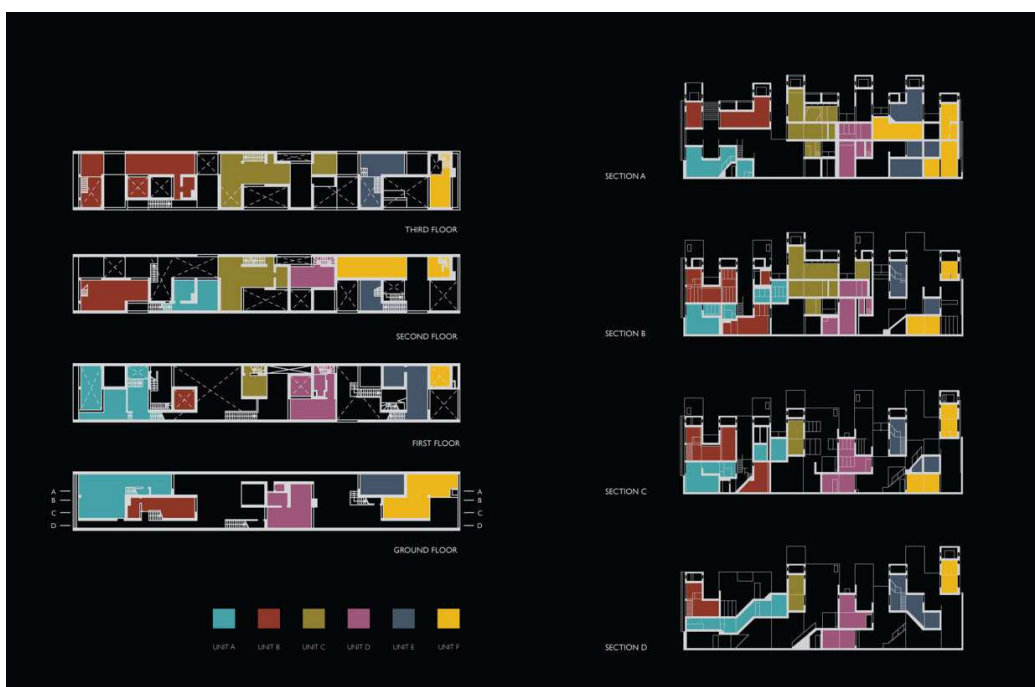 THIRD FLOOR
SECOND FLOOR
FIRST FLOOR
A A
B B
C C
D D
GROUND FLOOR
UNIT A UNIT B UNIT C UNIT D UNIT E UNIT F
SECTION A
SECTION B
SECTION C
SECTION D